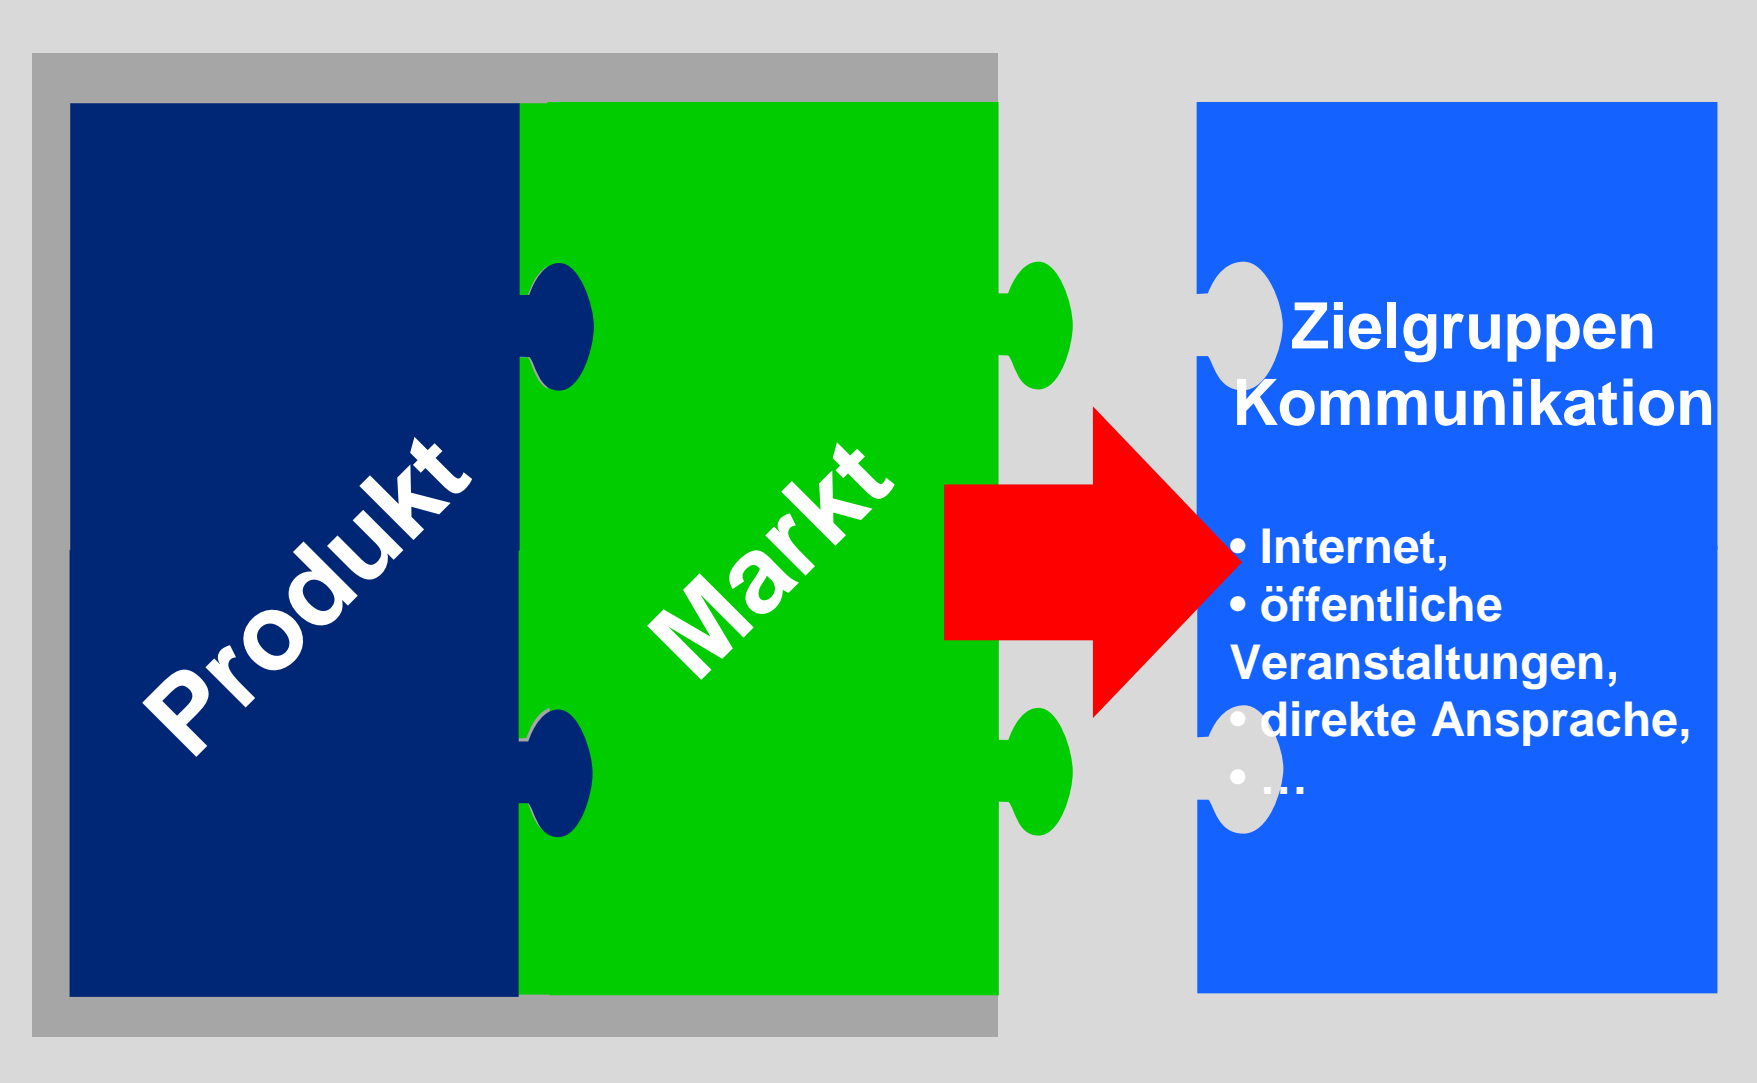 Produkt
Markt
Zielgruppen
Kommunikation
• Internet,
• öffentliche
Veranstaltungen,
• direkte Ansprache,
• ...